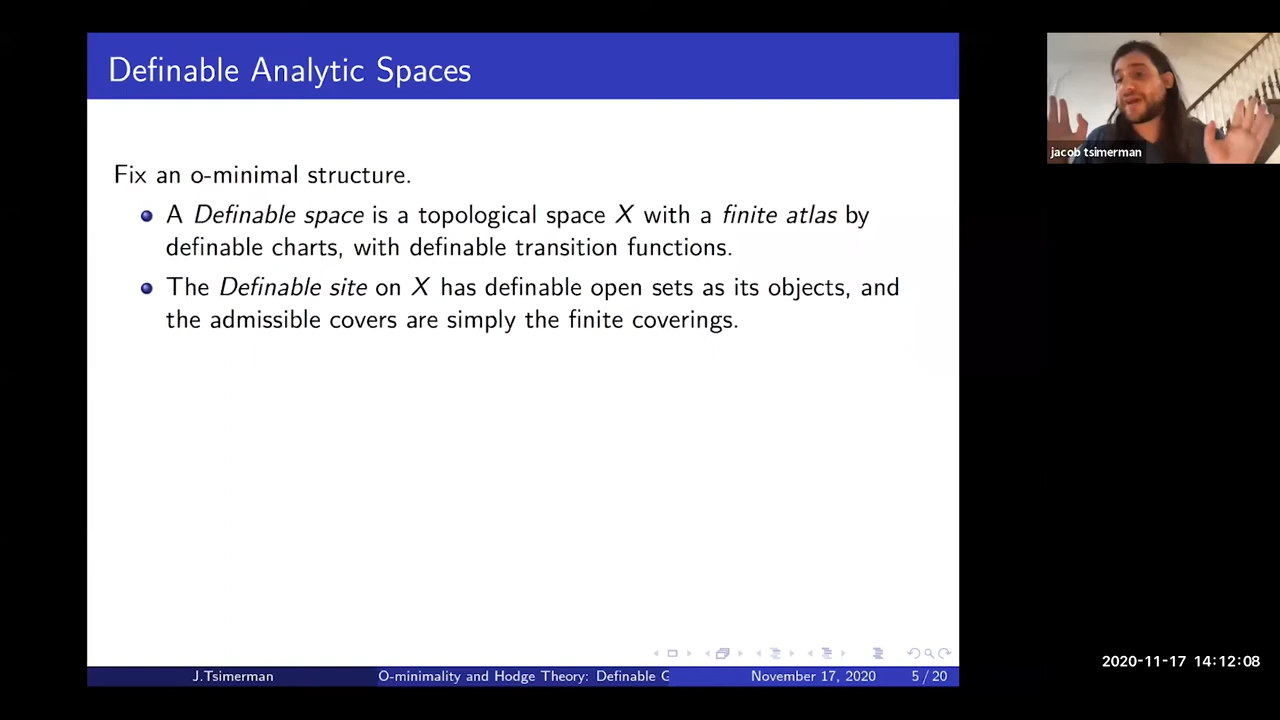 Definable Analytic Spaces
jacob tsimerman
Fix an o-minimal structure.
A Definable space is a topological space X with a finite atlas by
definable charts, with definable transition functions.
The Definable site on X has definable open sets as its objects, and
the admissible covers are simply the finite coverings.
2020-11-17 14:12:08
J.Tsimerman O-minimality and Hodge Theory: Definable G November 17, 2020 5 / 20